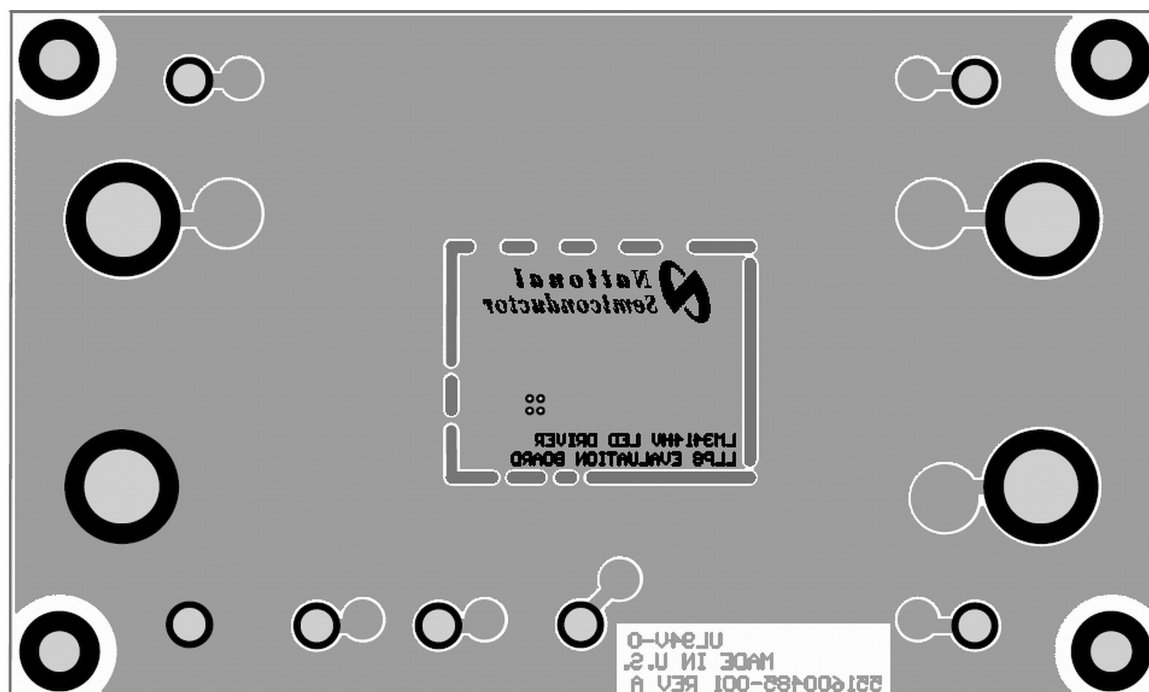 National
Semiconductor
LM3414HV LED DRIVER
LLP8 EVALUATION BOARD
UL94V-0
MADE IN U.S.
551600485-001 REV A